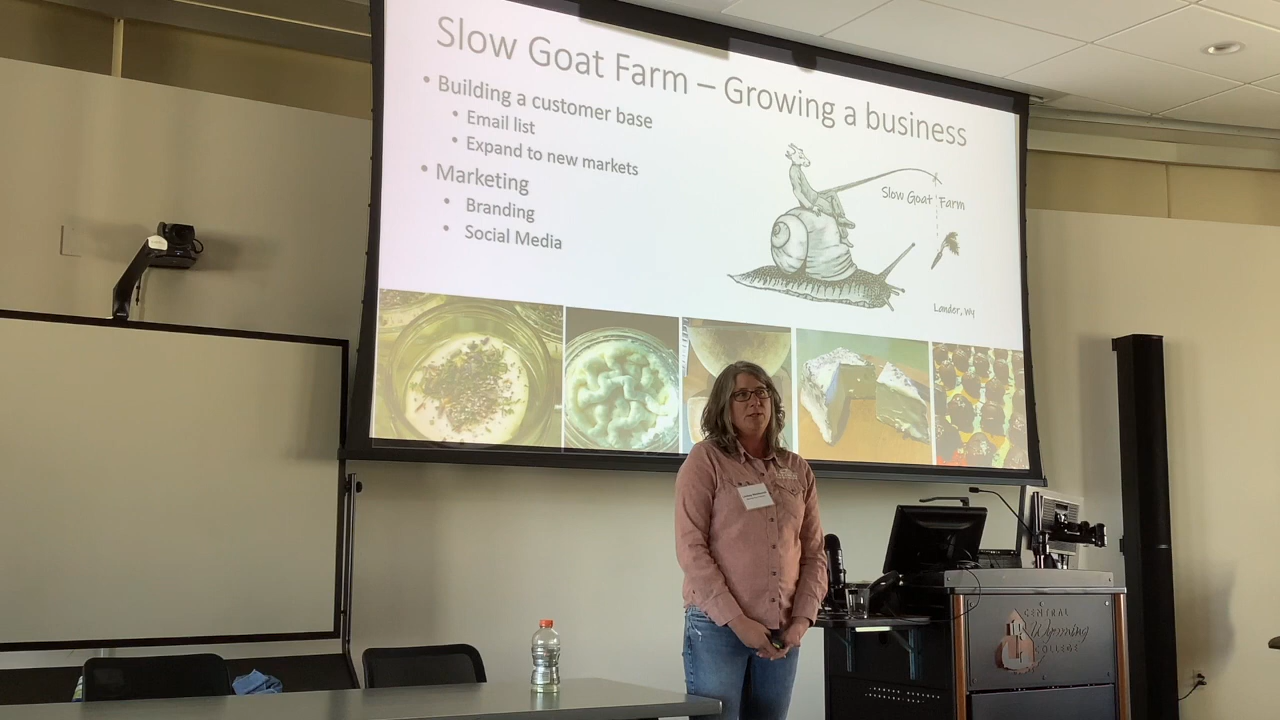 Slow Goat Farm – Growing a business
• Building a customer base
• Email list
• Expand to new markets
• Marketing
• Branding
• Social Media
Slow Goat Farm
Lander, WY
CENTRAL
Wyoming
COLLEGE